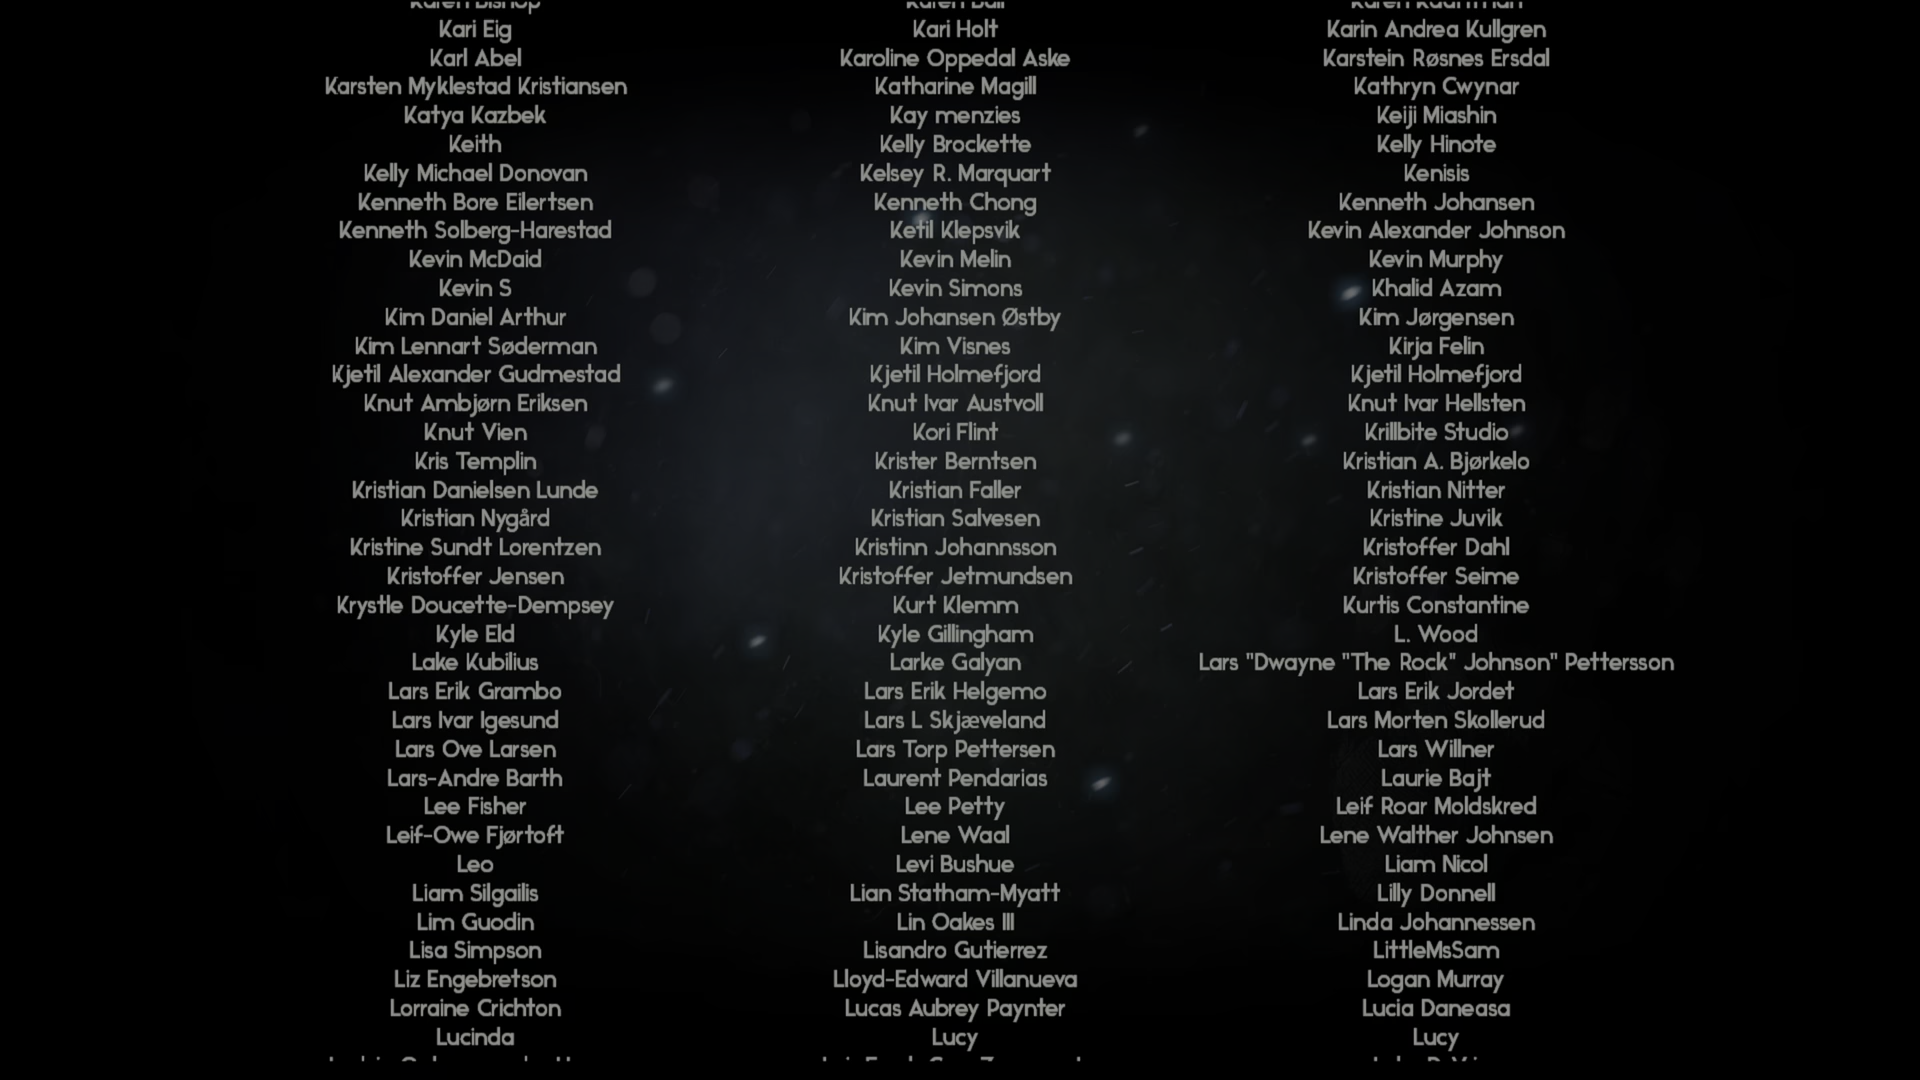 Karen Bishop Karen Bull Karen Kaufman
Kari Eig Kari Holt Karin Andrea Kullgren
Karl Abel Karoline Oppedal Aske Karstein Røsnes Ersdal
Karsten Myklestad Kristiansen Katharine Magill Kathryn Cwynar
Katya Kazbek Kay menzies Keiji Miashin
Keith Kelly Brockette Kelly Hinote
Kelly Michael Donovan Kelsey R. Marquart Kenisis
Kenneth Bore Eilertsen Kenneth Chong Kenneth Johansen
Kenneth Solberg-Harestad Ketil Klepsvik Kevin Alexander Johnson
Kevin McDaid Kevin Melin Kevin Murphy
Kevin S Kevin Simons Khalid Azam
Kim Daniel Arthur Kim Johansen Østby Kim Jørgensen
Kim Lennart Søderman Kim Visnes Kirja Felin
Kjetil Alexander Gudmestad Kjetil Holmefjord Kjetil Holmefjord
Knut Ambjørn Eriksen Knut Ivar Austvoll Knut Ivar Hellsten
Knut Vien Kori Flint Krillbite Studio
Kris Templin Krister Berntsen Kristian A. Bjørkelo
Kristian Danielsen Lunde Kristian Faller Kristian Nitter
Kristian Nygård Kristian Salvesen Kristine Juvik
Kristine Sundt Lorentzen Kristinn Johannsson Kristoffer Dahl
Kristoffer Jensen Kristoffer Jetmundsen Kristoffer Seime
Krystle Doucette-Dempsey Kurt Klemm Kurtis Constantine
Kyle Eld Kyle Gillingham L. Wood
Lake Kubilius Larke Galyan Lars "Dwayne "The Rock" Johnson" Pettersson
Lars Erik Grambo Lars Erik Helgemo Lars Erik Jordet
Lars Ivar Igesund Lars L Skjæveland Lars Morten Skollerud
Lars Ove Larsen Lars Torp Pettersen Lars Willner
Lars-Andre Barth Laurent Pendarias Laurie Bajt
Lee Fisher Lee Petty Leif Roar Moldskred
Leif-Owe Fjørtoft Lene Waal Lene Walther Johnsen
Leo Levi Bushue Liam Nicol
Liam Silgailis Lian Statham-Myatt Lilly Donnell
Lim Guodin Lin Oakes III Linda Johannessen
Lisa Simpson Lisandro Gutierrez LittleMsSam
Liz Engebretson Lloyd-Edward Villanueva Logan Murray
Lorraine Crichton Lucas Aubrey Paynter Lucia Daneasa
Lucinda Lucy Lucy